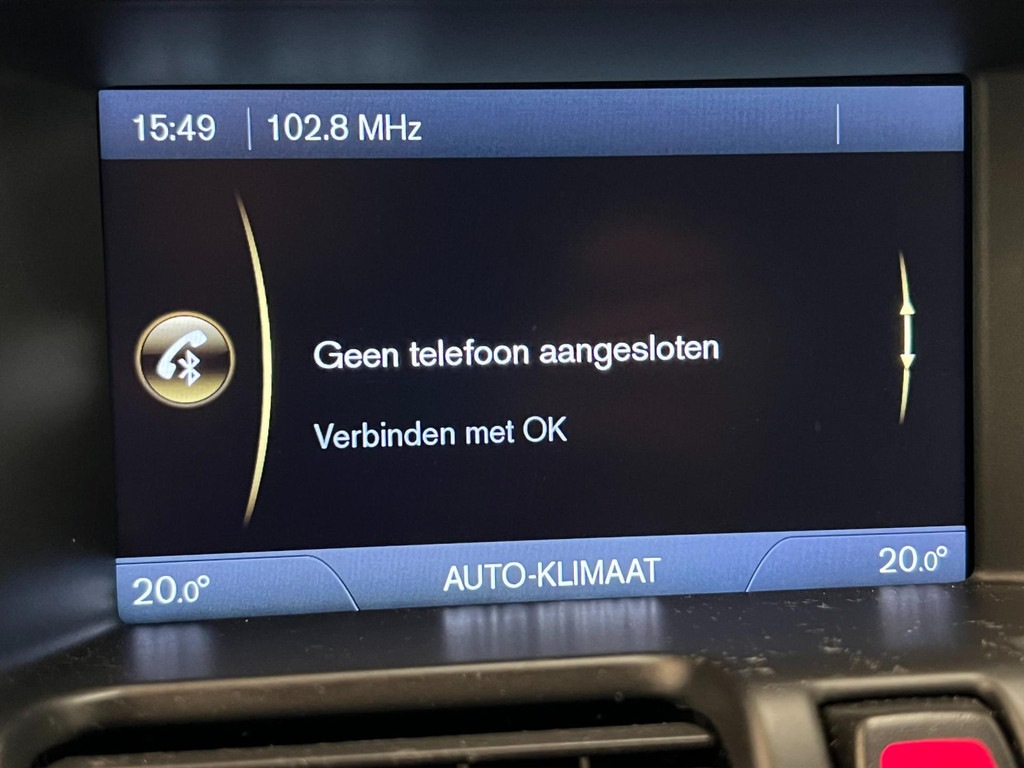 15:49 102.8 MHz
Geen telefoon aangesloten
Verbinden met OK
20.0° AUTO-KLIMAAT 20.0°